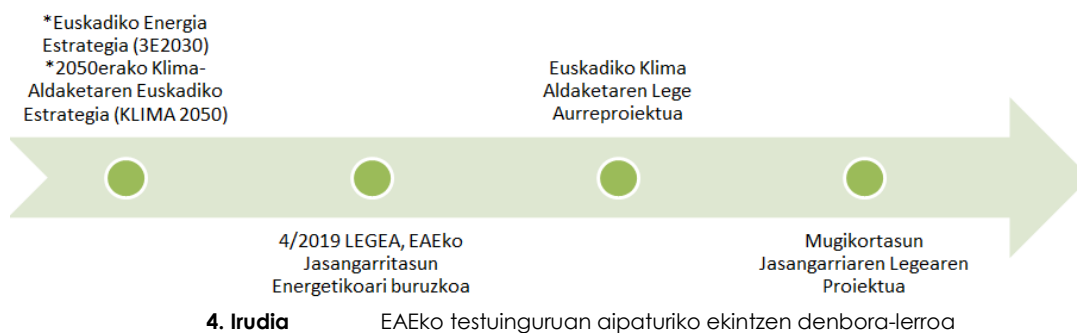 *Euskadiko Energia
Estrategia (3E2030)
*2050erako Klima-
Aldaketaren Euskadiko
Estrategia (KLIMA 2050)
4/2019 LEGEA, EAEko
Jasangarritasun
Energetikoari buruzkoa
Euskadiko Klima
Aldaketaren Lege
Aurreproiektua
Mugikortasun
Jasangarriaren Legearen
Proiektua
4. Irudia EAEko testuinguruan aipaturiko ekintzen denbora-lerroa